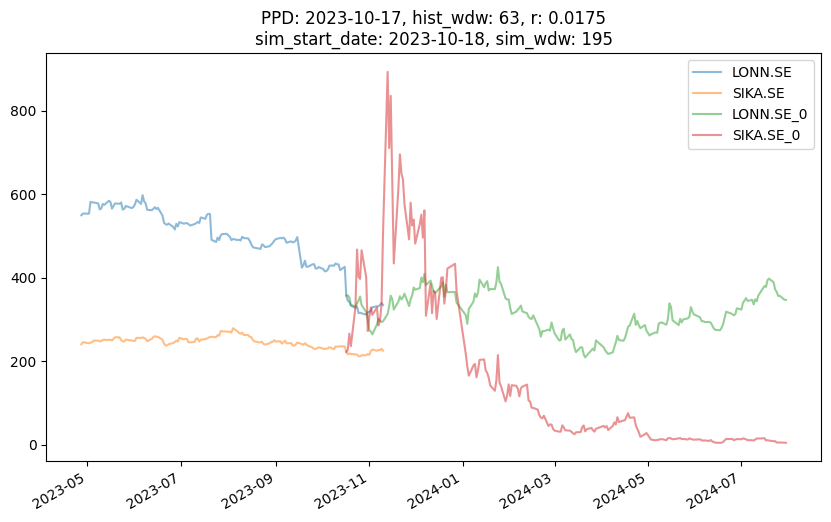 PPD: 2023-10-17, hist_wdw: 63, r: 0.0175
sim_start_date: 2023-10-18, sim_wdw: 195
LONN.SE
SIKA.SE
LONN.SE_0
SIKA.SE_0
800
600
400
200
0
2023-05
2023-07
2023-09
2023-11
2024-01
2024-03
2024-05
2024-07